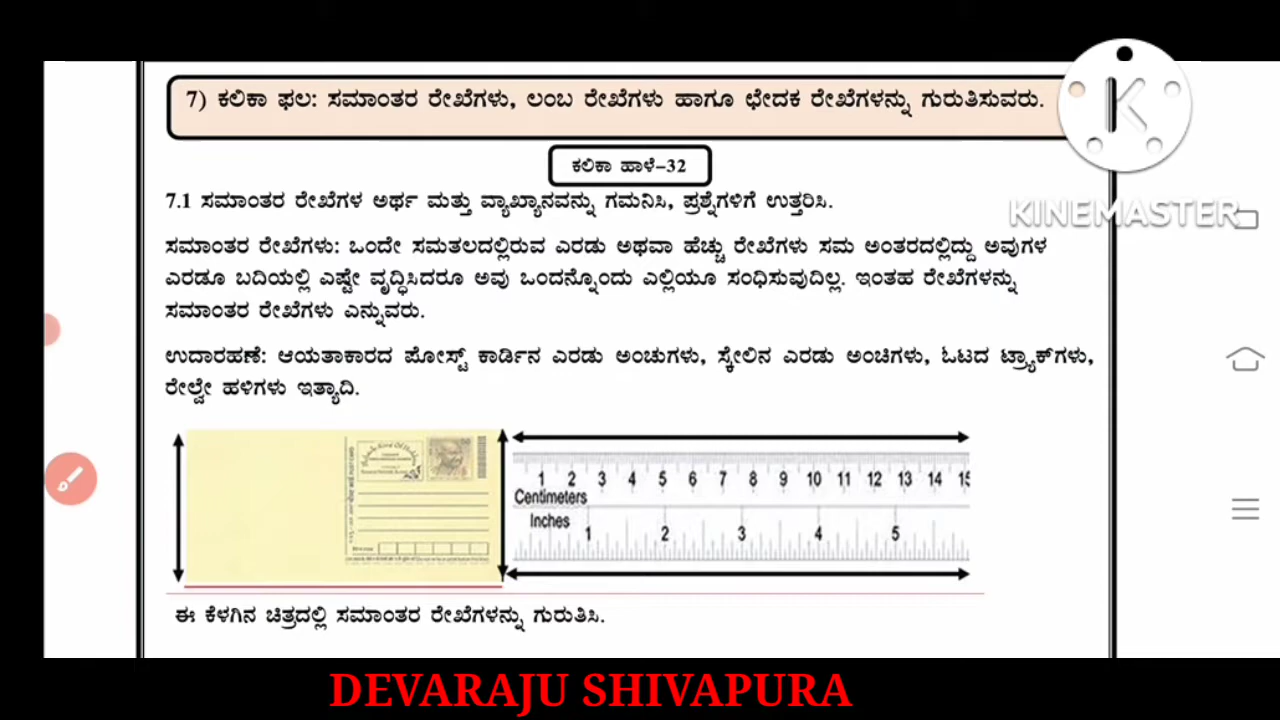 7) ಕಲಿಕಾ ಫಲ: ಸಮಾಂತರ ರೇಖೆಗಳು, ಲಂಬ ರೇಖೆಗಳು ಹಾಗೂ ಛೇದಕ ರೇಖೆಗಳನ್ನು ಗುರುತಿಸುವರು.
ಕಲಿಕಾ ಹಾಳೆ-32
7.1 ಸಮಾಂತರ ರೇಖೆಗಳ ಅರ್ಥ ಮತ್ತು ವ್ಯಾಖ್ಯಾನವನ್ನು ಗಮನಿಸಿ, ಪ್ರಶ್ನೆಗಳಿಗೆ ಉತ್ತರಿಸಿ.
KINEMASTER
ಸಮಾಂತರ ರೇಖೆಗಳು: ಒಂದೇ ಸಮತಲದಲ್ಲಿರುವ ಎರಡು ಅಥವಾ ಹೆಚ್ಚು ರೇಖೆಗಳು ಸಮ ಅಂತರದಲ್ಲಿದ್ದು ಅವುಗಳ
ಎರಡೂ ಬದಿಯಲ್ಲಿ ಎಷ್ಟೇ ವೃದ್ಧಿಸಿದರೂ ಅವು ಒಂದನ್ನೊಂದು ಎಲ್ಲಿಯೂ ಸಂಧಿಸುವುದಿಲ್ಲ. ಇಂತಹ ರೇಖೆಗಳನ್ನು
ಸಮಾಂತರ ರೇಖೆಗಳು ಎನ್ನುವರು.
ಉದಾರಹಣೆ: ಆಯತಾಕಾರದ ಪೋಸ್ಟ್ ಕಾರ್ಡಿನ ಎರಡು ಅಂಚುಗಳು, ಸ್ಕೇಲಿನ ಎರಡು ಅಂಚಿಗಳು, ಓಟದ ಟ್ರ್ಯಾಕ್‌ಗಳು,
ರೇಲ್ವೇ ಹಳಿಗಳು ಇತ್ಯಾದಿ.
1 2 3 4 5 6 7 8 9 10 11 12 13 14 15
Centimeters
Inches
1 2 3 4 5
ಈ ಕೆಳಗಿನ ಚಿತ್ರದಲ್ಲಿ ಸಮಾಂತರ ರೇಖೆಗಳನ್ನು ಗುರುತಿಸಿ.
DEVARAJU SHIVAPURA